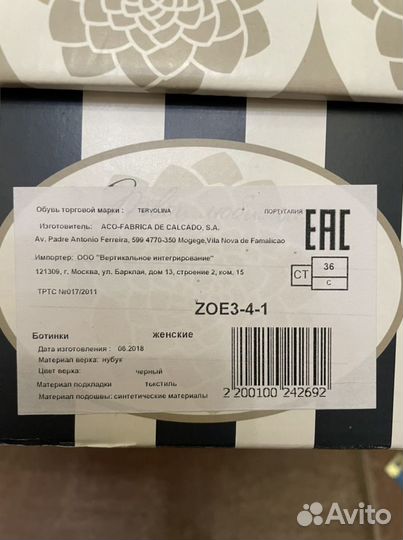 Обувь торговой марки : TERVOLINA ПОРТУГАЛИЯ
EAC
Изготовитель: ACO-FABRICA DE CALCADO, S.A.
Av. Padre Antonio Ferreira, 599 4770-350 Mogege,Vila Nova de Famalicao
Импортер: ООО "Вертикальное интегрирование"
121309, г. Москва, ул. Барклая, дом 13, строение 2, ком. 15
СТ 36
С
ТРТС №017/2011
ZOE3-4-1
Ботинки женские
Дата изготовления : 06.2018
Материал верха: нубук
Цвет верха: черный
Материал подкладки текстиль
Материал подошвы: синтетические материалы
2 200100 242692
Avito